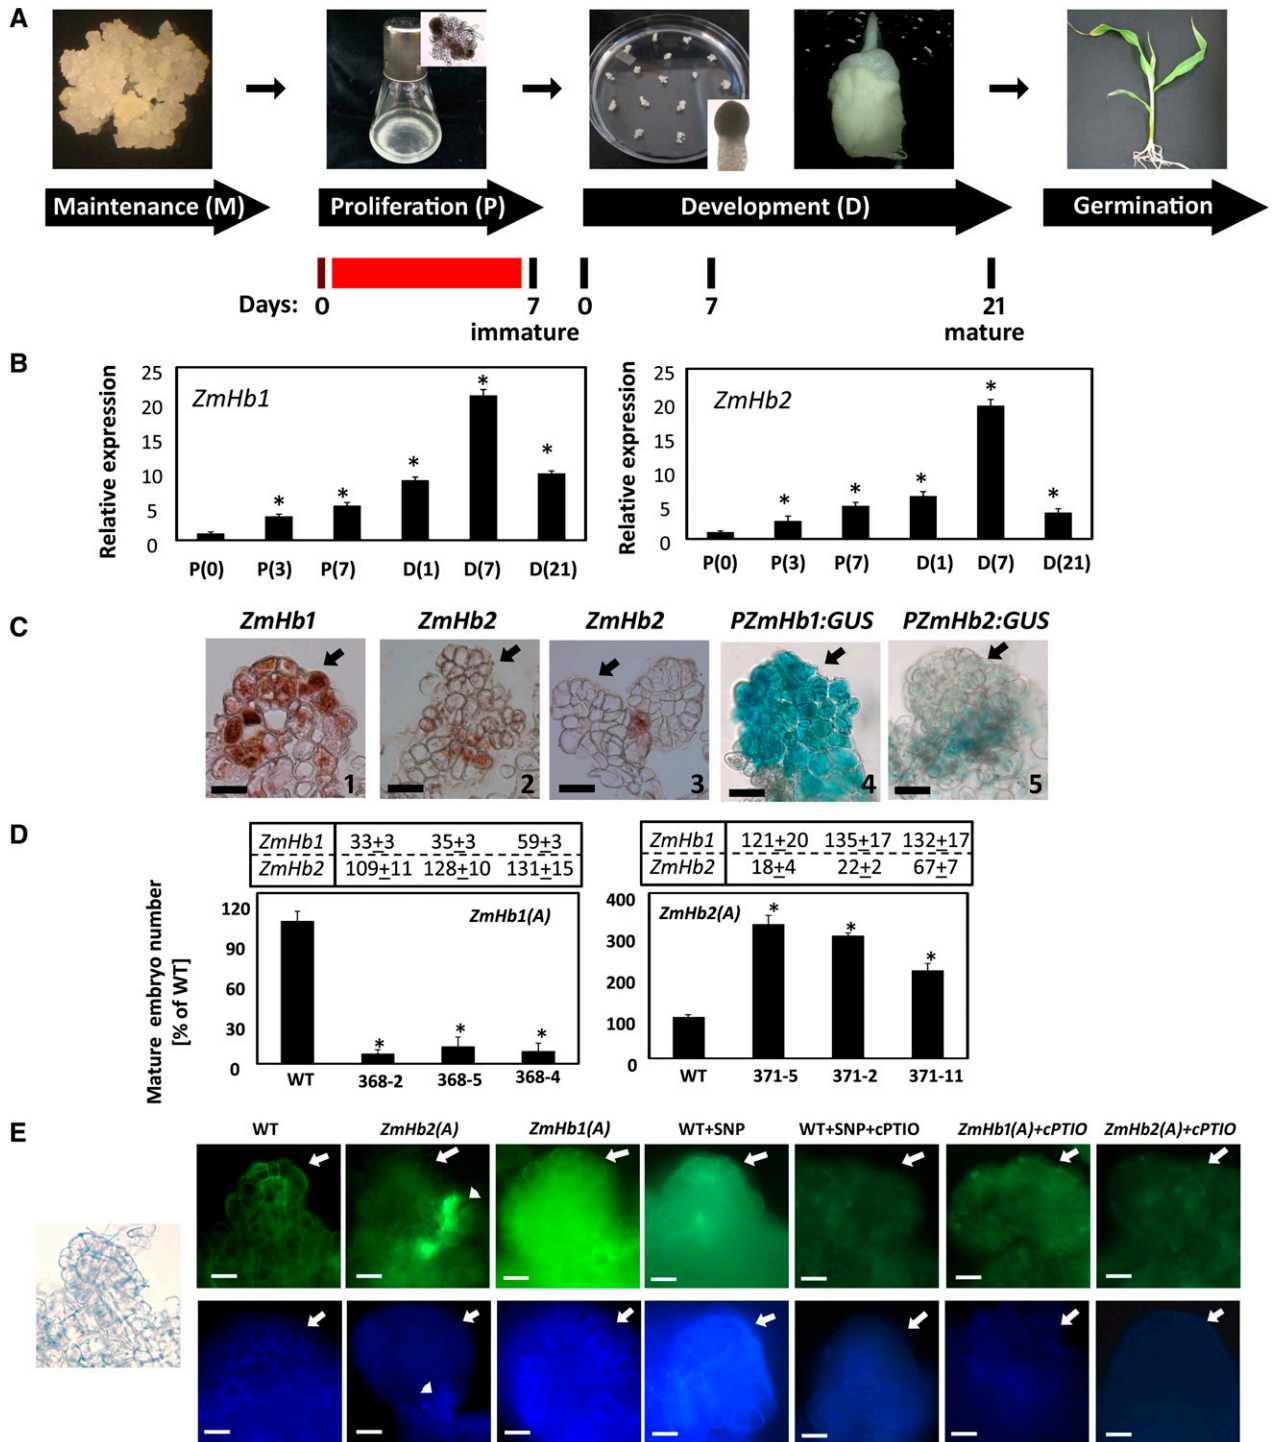 A
Maintenance (M)
Proliferation (P)
Development (D)
Germination
Days: 0 7 0 7 21
immature mature
B
Relative expression
25
20
15
10
5
0
ZmHb1
* * * * *
P(0) P(3) P(7) D(1) D(7) D(21)
Relative expression
25
20
15
10
5
0
ZmHb2
* * * * *
P(0) P(3) P(7) D(1) D(7) D(21)
C
ZmHb1 ZmHb2 ZmHb2 PZmHb1:GUS PZmHb2:GUS
1 2 3 4 5
D
ZmHb1 33±3 35±3 59±3
ZmHb2 109±11 128±10 131±15
Mature embryo number
[% of WT]
120
90
60
30
0
ZmHb1(A)
* * *
WT 368-2 368-5 368-4
ZmHb1 121±20 135±17 132±17
ZmHb2 18±4 22±2 67±7
400
300
200
100
0
ZmHb2(A)
* * *
WT 371-5 371-2 371-11
E
WT ZmHb2(A) ZmHb1(A) WT+SNP WT+SNP+cPTIO ZmHb1(A)+cPTIO ZmHb2(A)+cPTIO